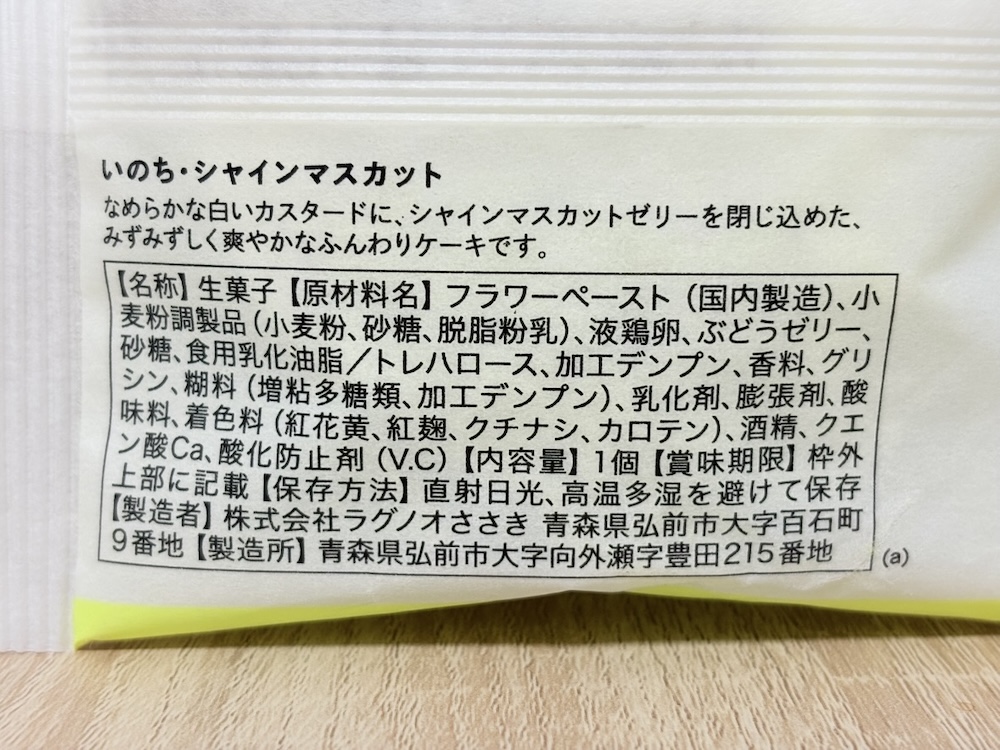 いのち・シャインマスカット
なめらかな白いカスタードに、シャインマスカットゼリーを閉じ込めた、
みずみずしく爽やかなふんわりケーキです。
【名称】生菓子【原材料名】フラワーペースト（国内製造）、小
麦粉調製品（小麦粉、砂糖、脱脂粉乳）、液鶏卵、ぶどうゼリー、
砂糖、食用乳化油脂／トレハロース、加工デンプン、香料、グリ
シン、糊料（増粘多糖類、加工デンプン）、乳化剤、膨張剤、酸
味料、着色料（紅花黄、紅麹、クチナシ、カロテン）、酒精、クエ
ン酸Ca、酸化防止剤（V.C）【内容量】1個【賞味期限】枠外
上部に記載【保存方法】直射日光、高温多湿を避けて保存
【製造者】株式会社ラグノオささき 青森県弘前市大字百石町
9番地【製造所】青森県弘前市大字向外瀬字豊田215番地
(a)